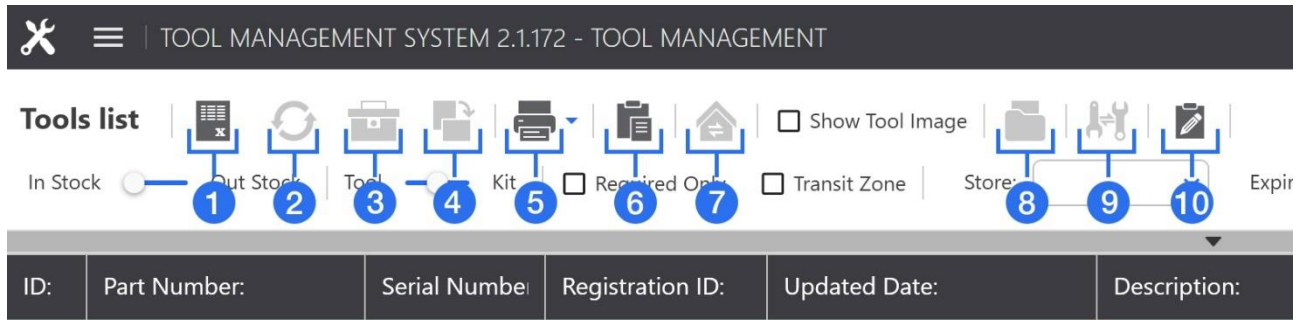 TOOL MANAGEMENT SYSTEM 2.1.172 - TOOL MANAGEMENT
Tools list x Show Tool Image
In Stock Out Stock Tool Kit Required Only Transit Zone Store: Expir
1 2 3 4 5 6 7 8 9 10
ID: Part Number: Serial Number Registration ID: Updated Date: Description: